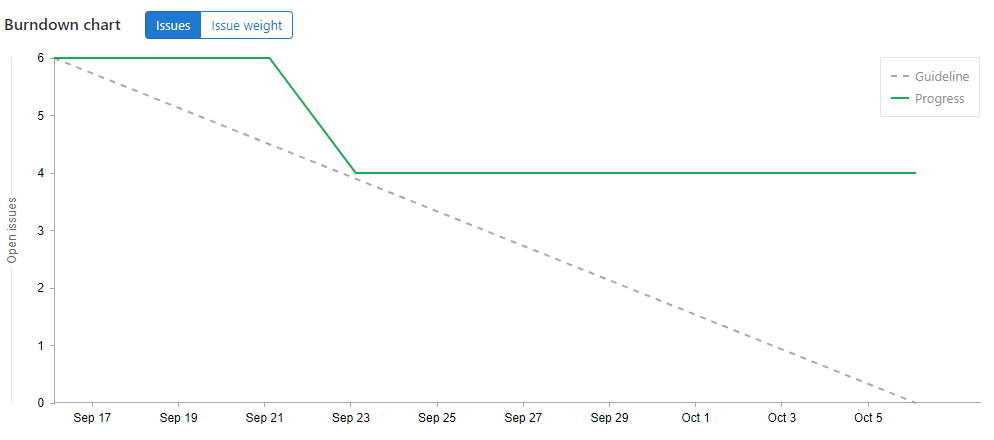 Burndown chart Issues Issue weight
Guideline
Progress
Open issues
6
5
4
3
2
1
0
Sep 17 Sep 19 Sep 21 Sep 23 Sep 25 Sep 27 Sep 29 Oct 1 Oct 3 Oct 5